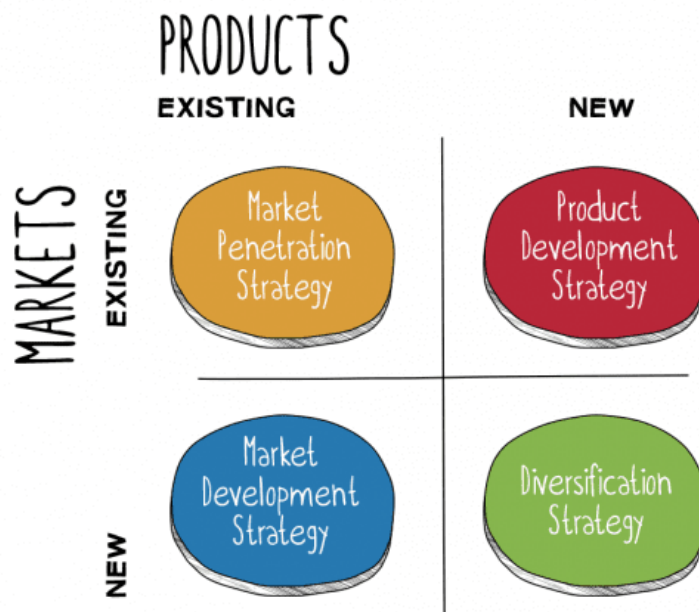 PRODUCTS
EXISTING
NEW
MARKETS
EXISTING
Market
Penetration
Strategy
Product
Development
Strategy
NEW
Market
Development
Strategy
Diversification
Strategy